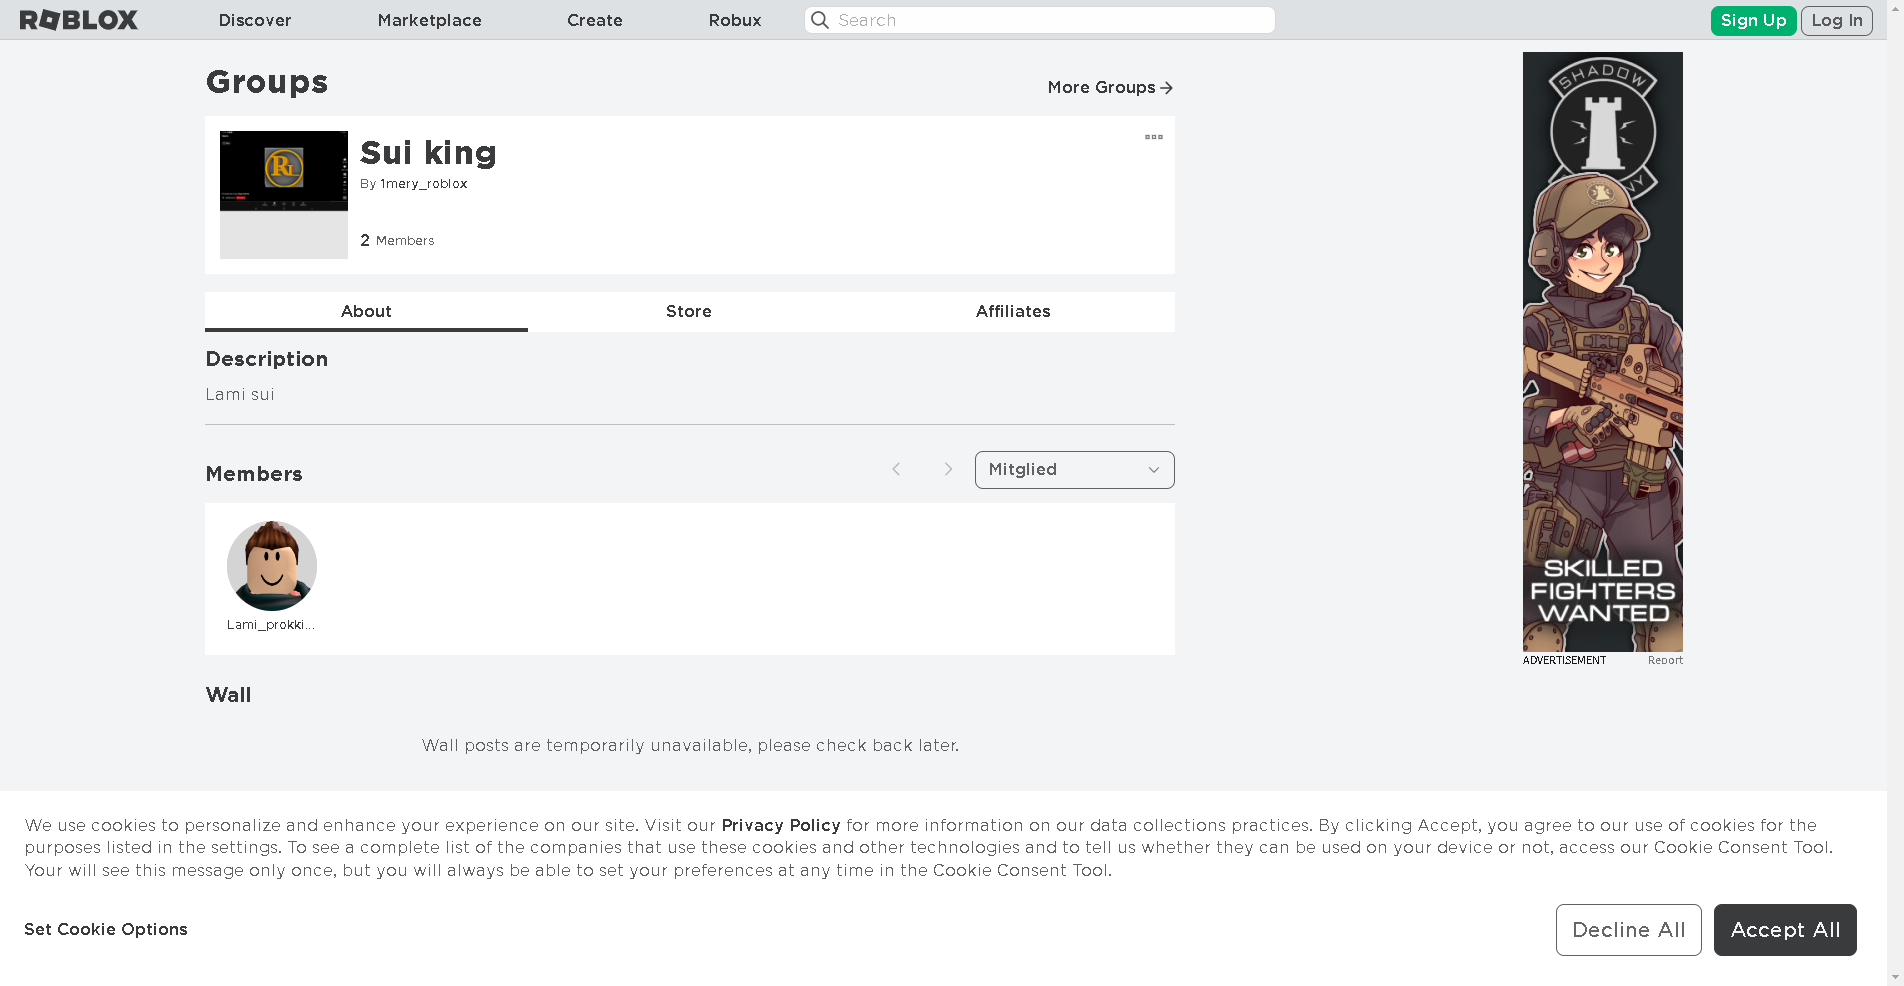 ROBLOX Discover Marketplace Create Robux Search Sign Up Log In
Groups
More Groups
Sui king
By 1mery_roblox
2 Members
About Store Affiliates
Description
Lami sui
Members
Mitglied
Lami_prokki...
Wall
Wall posts are temporarily unavailable, please check back later.
SHADOW
SKILLED
FIGHTERS
WANTED
ADVERTISEMENT Report
We use cookies to personalize and enhance your experience on our site. Visit our Privacy Policy for more information on our data collections practices. By clicking Accept, you agree to our use of cookies for the
purposes listed in the settings. To see a complete list of the companies that use these cookies and other technologies and to tell us whether they can be used on your device or not, access our Cookie Consent Tool.
Your will see this message only once, but you will always be able to set your preferences at any time in the Cookie Consent Tool.
Set Cookie Options
Decline All Accept All